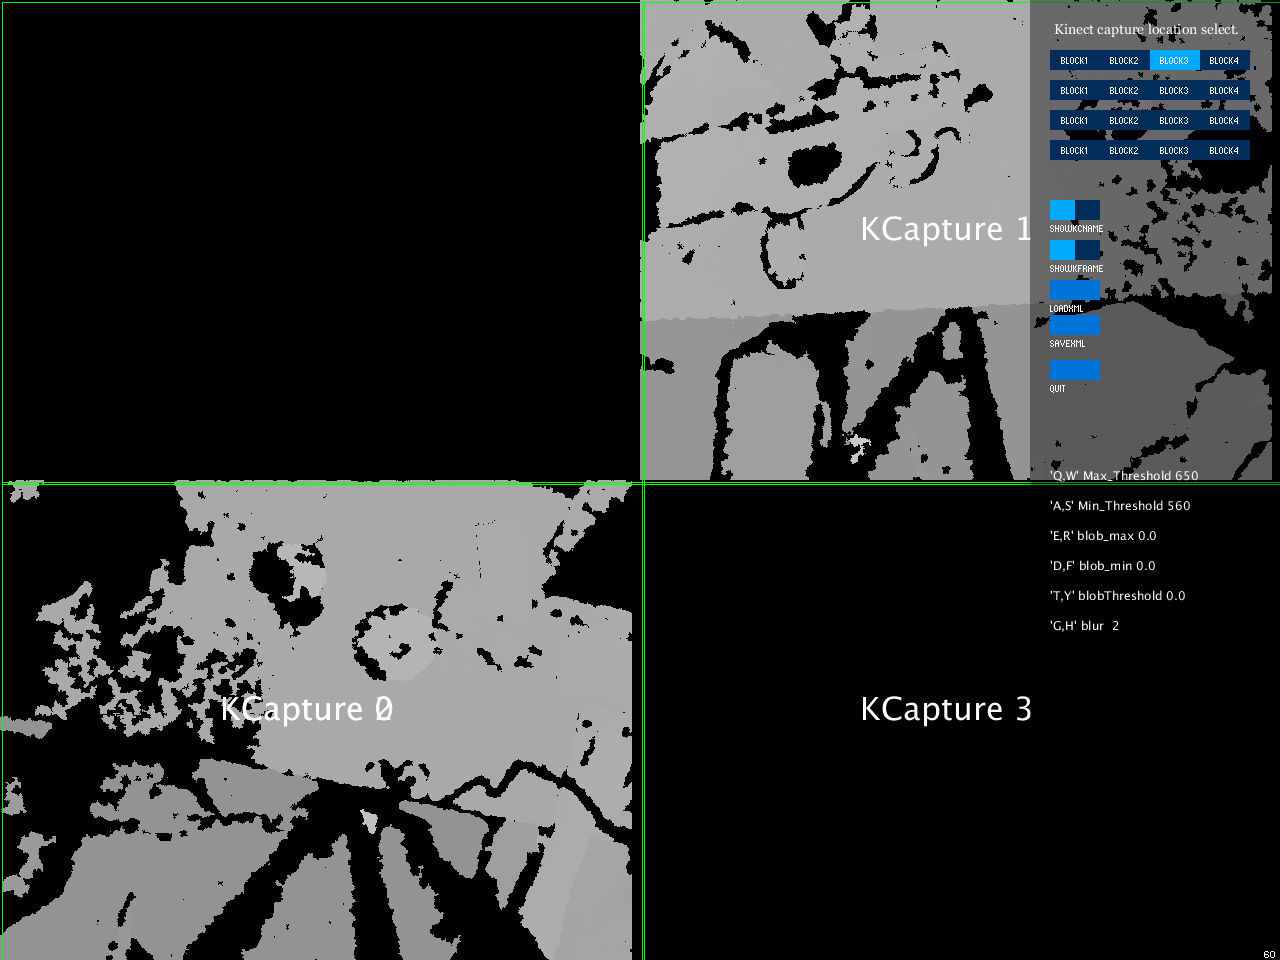 Kinect capture location select.
BLOCK1 BLOCK2 BLOCK3 BLOCK4
BLOCK1 BLOCK2 BLOCK3 BLOCK4
BLOCK1 BLOCK2 BLOCK3 BLOCK4
BLOCK1 BLOCK2 BLOCK3 BLOCK4
KCapture 1
SHOWKCNAME
SHOWKFRAME
LOADXML
SAVEXML
QUIT
'Q,W' Max_Threshold 650
'A,S' Min_Threshold 560
'E,R' blob_max 0.0
'D,F' blob_min 0.0
'T,Y' blobThreshold 0.0
'G,H' blur 2
KCapture
KCapture 3
60